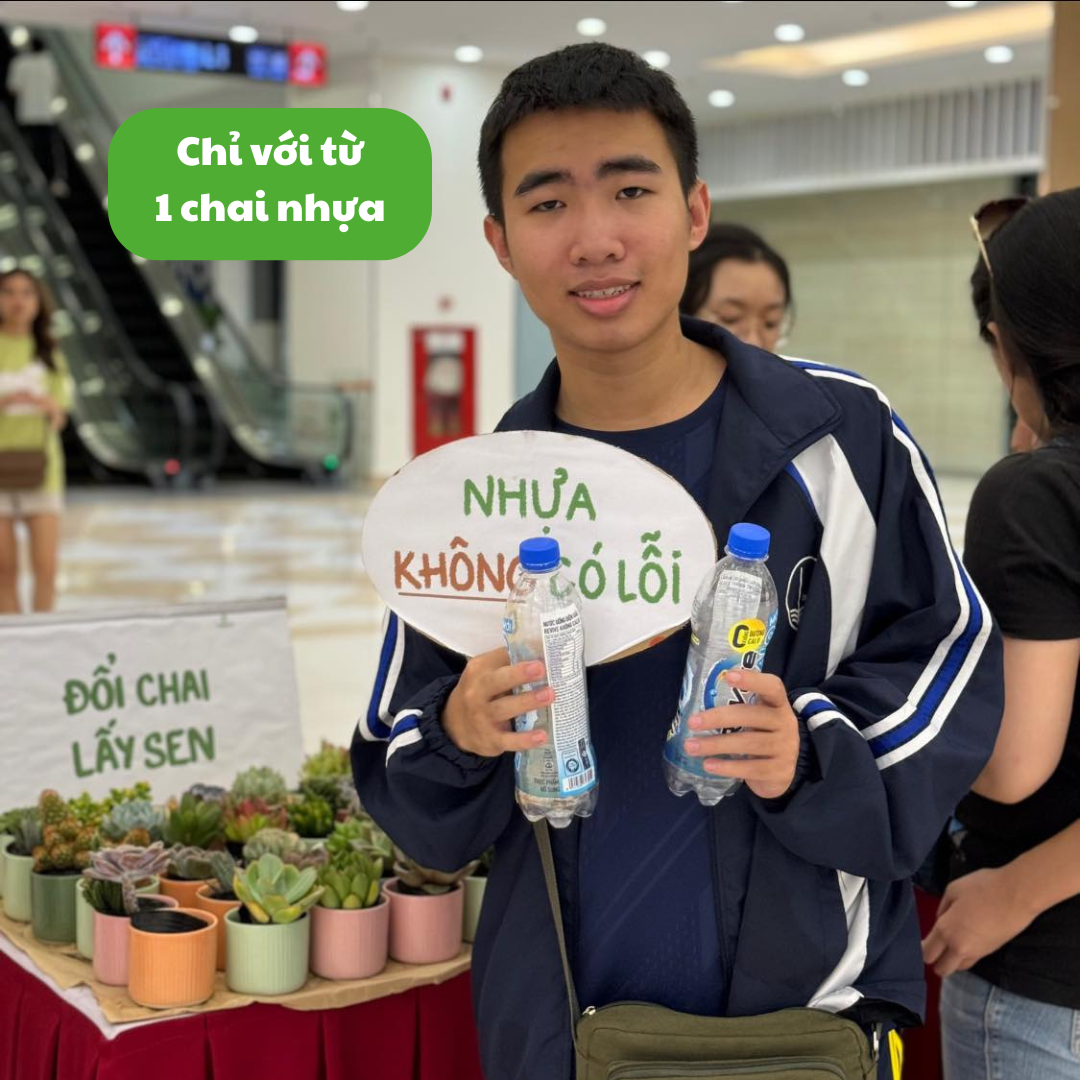 Chỉ với từ
1 chai nhựa
NHỰA
KHÔNG CÓ LỖI
ĐỔI CHAI
LẤY SEN